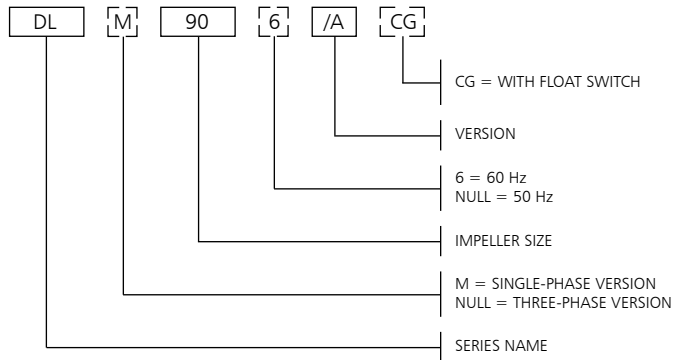 DL M 90 6 /A CG
CG = WITH FLOAT SWITCH
VERSION
6 = 60 Hz
NULL = 50 Hz
IMPELLER SIZE
M = SINGLE-PHASE VERSION
NULL = THREE-PHASE VERSION
SERIES NAME